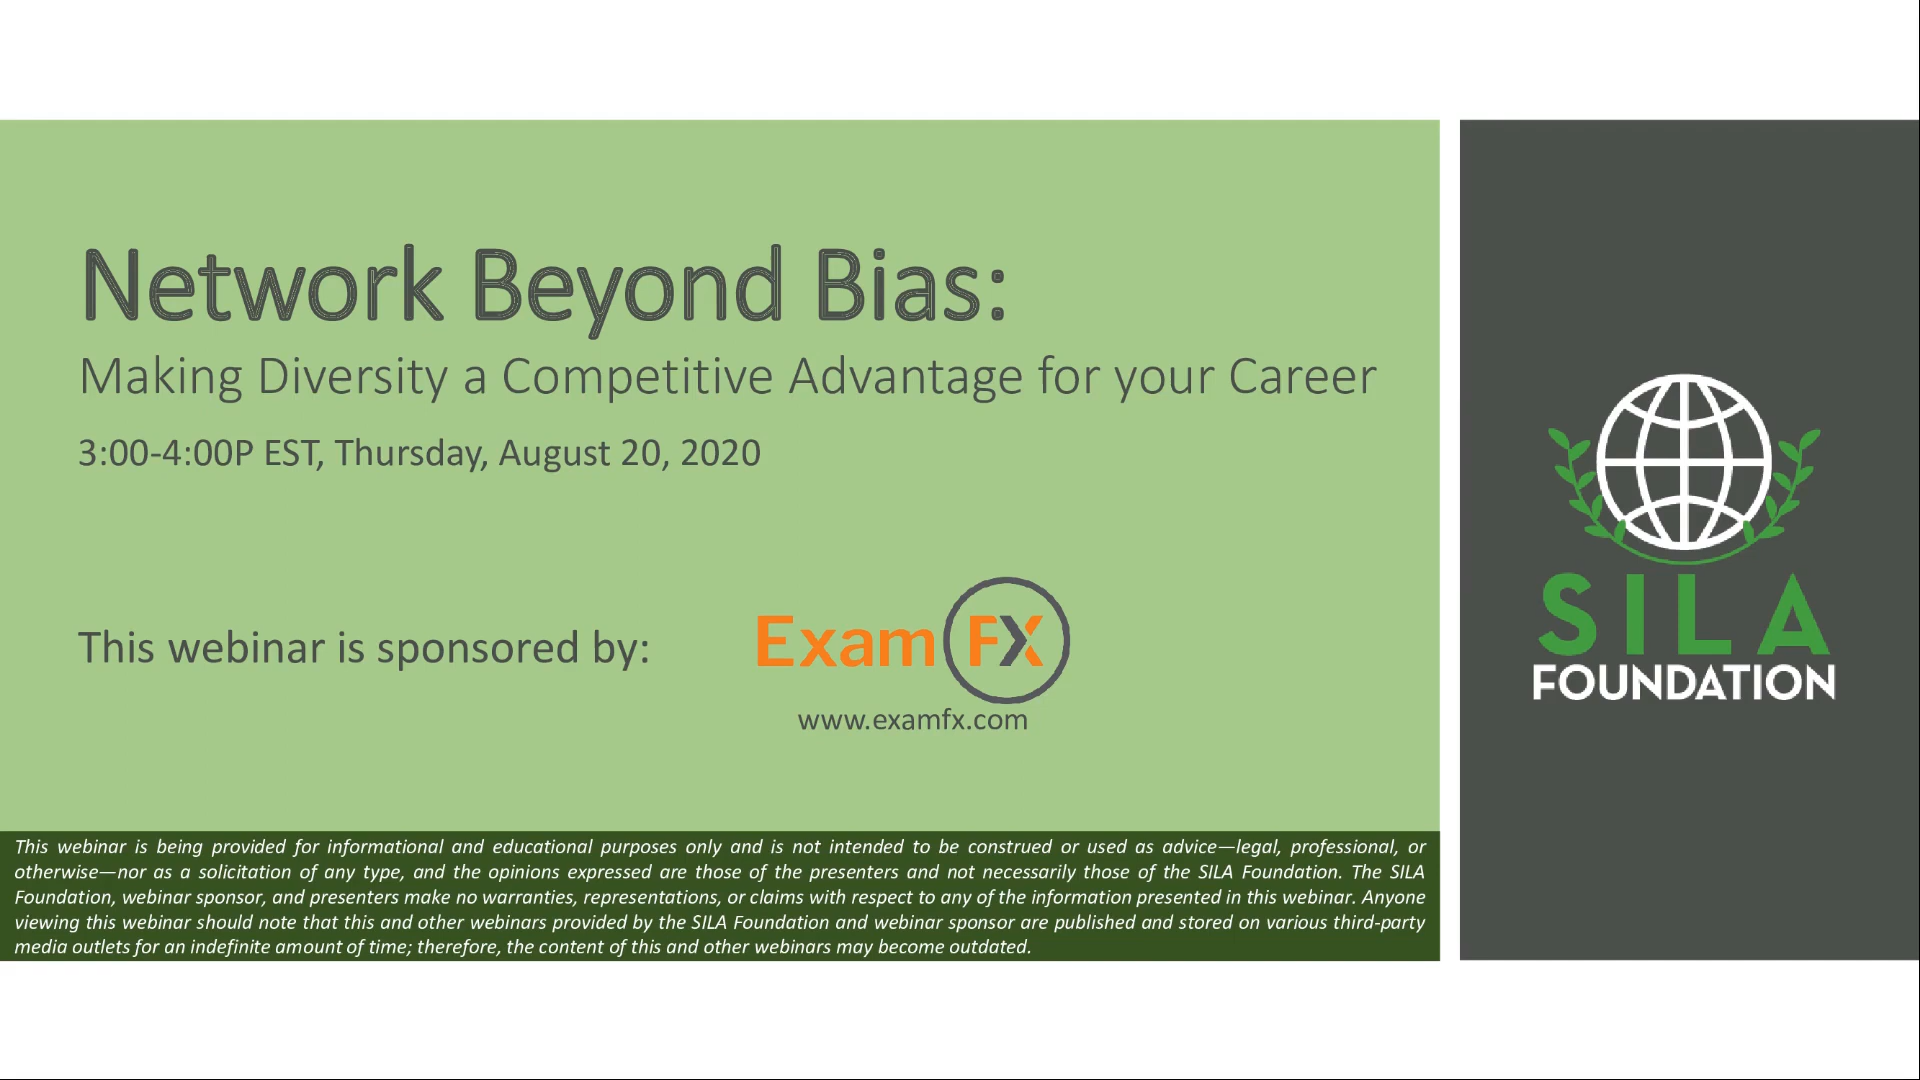 Network Beyond Bias:
Making Diversity a Competitive Advantage for your Career
3:00-4:00P EST, Thursday, August 20, 2020
This webinar is sponsored by:
Exam FX
www.examfx.com
This webinar is being provided for informational and educational purposes only and is not intended to be construed or used as advice—legal, professional, or
otherwise—nor as a solicitation of any type, and the opinions expressed are those of the presenters and not necessarily those of the SILA Foundation. The SILA
Foundation, webinar sponsor, and presenters make no warranties, representations, or claims with respect to any of the information presented in this webinar. Anyone
viewing this webinar should note that this and other webinars provided by the SILA Foundation and webinar sponsor are published and stored on various third-party
media outlets for an indefinite amount of time; therefore, the content of this and other webinars may become outdated.
SILA
FOUNDATION